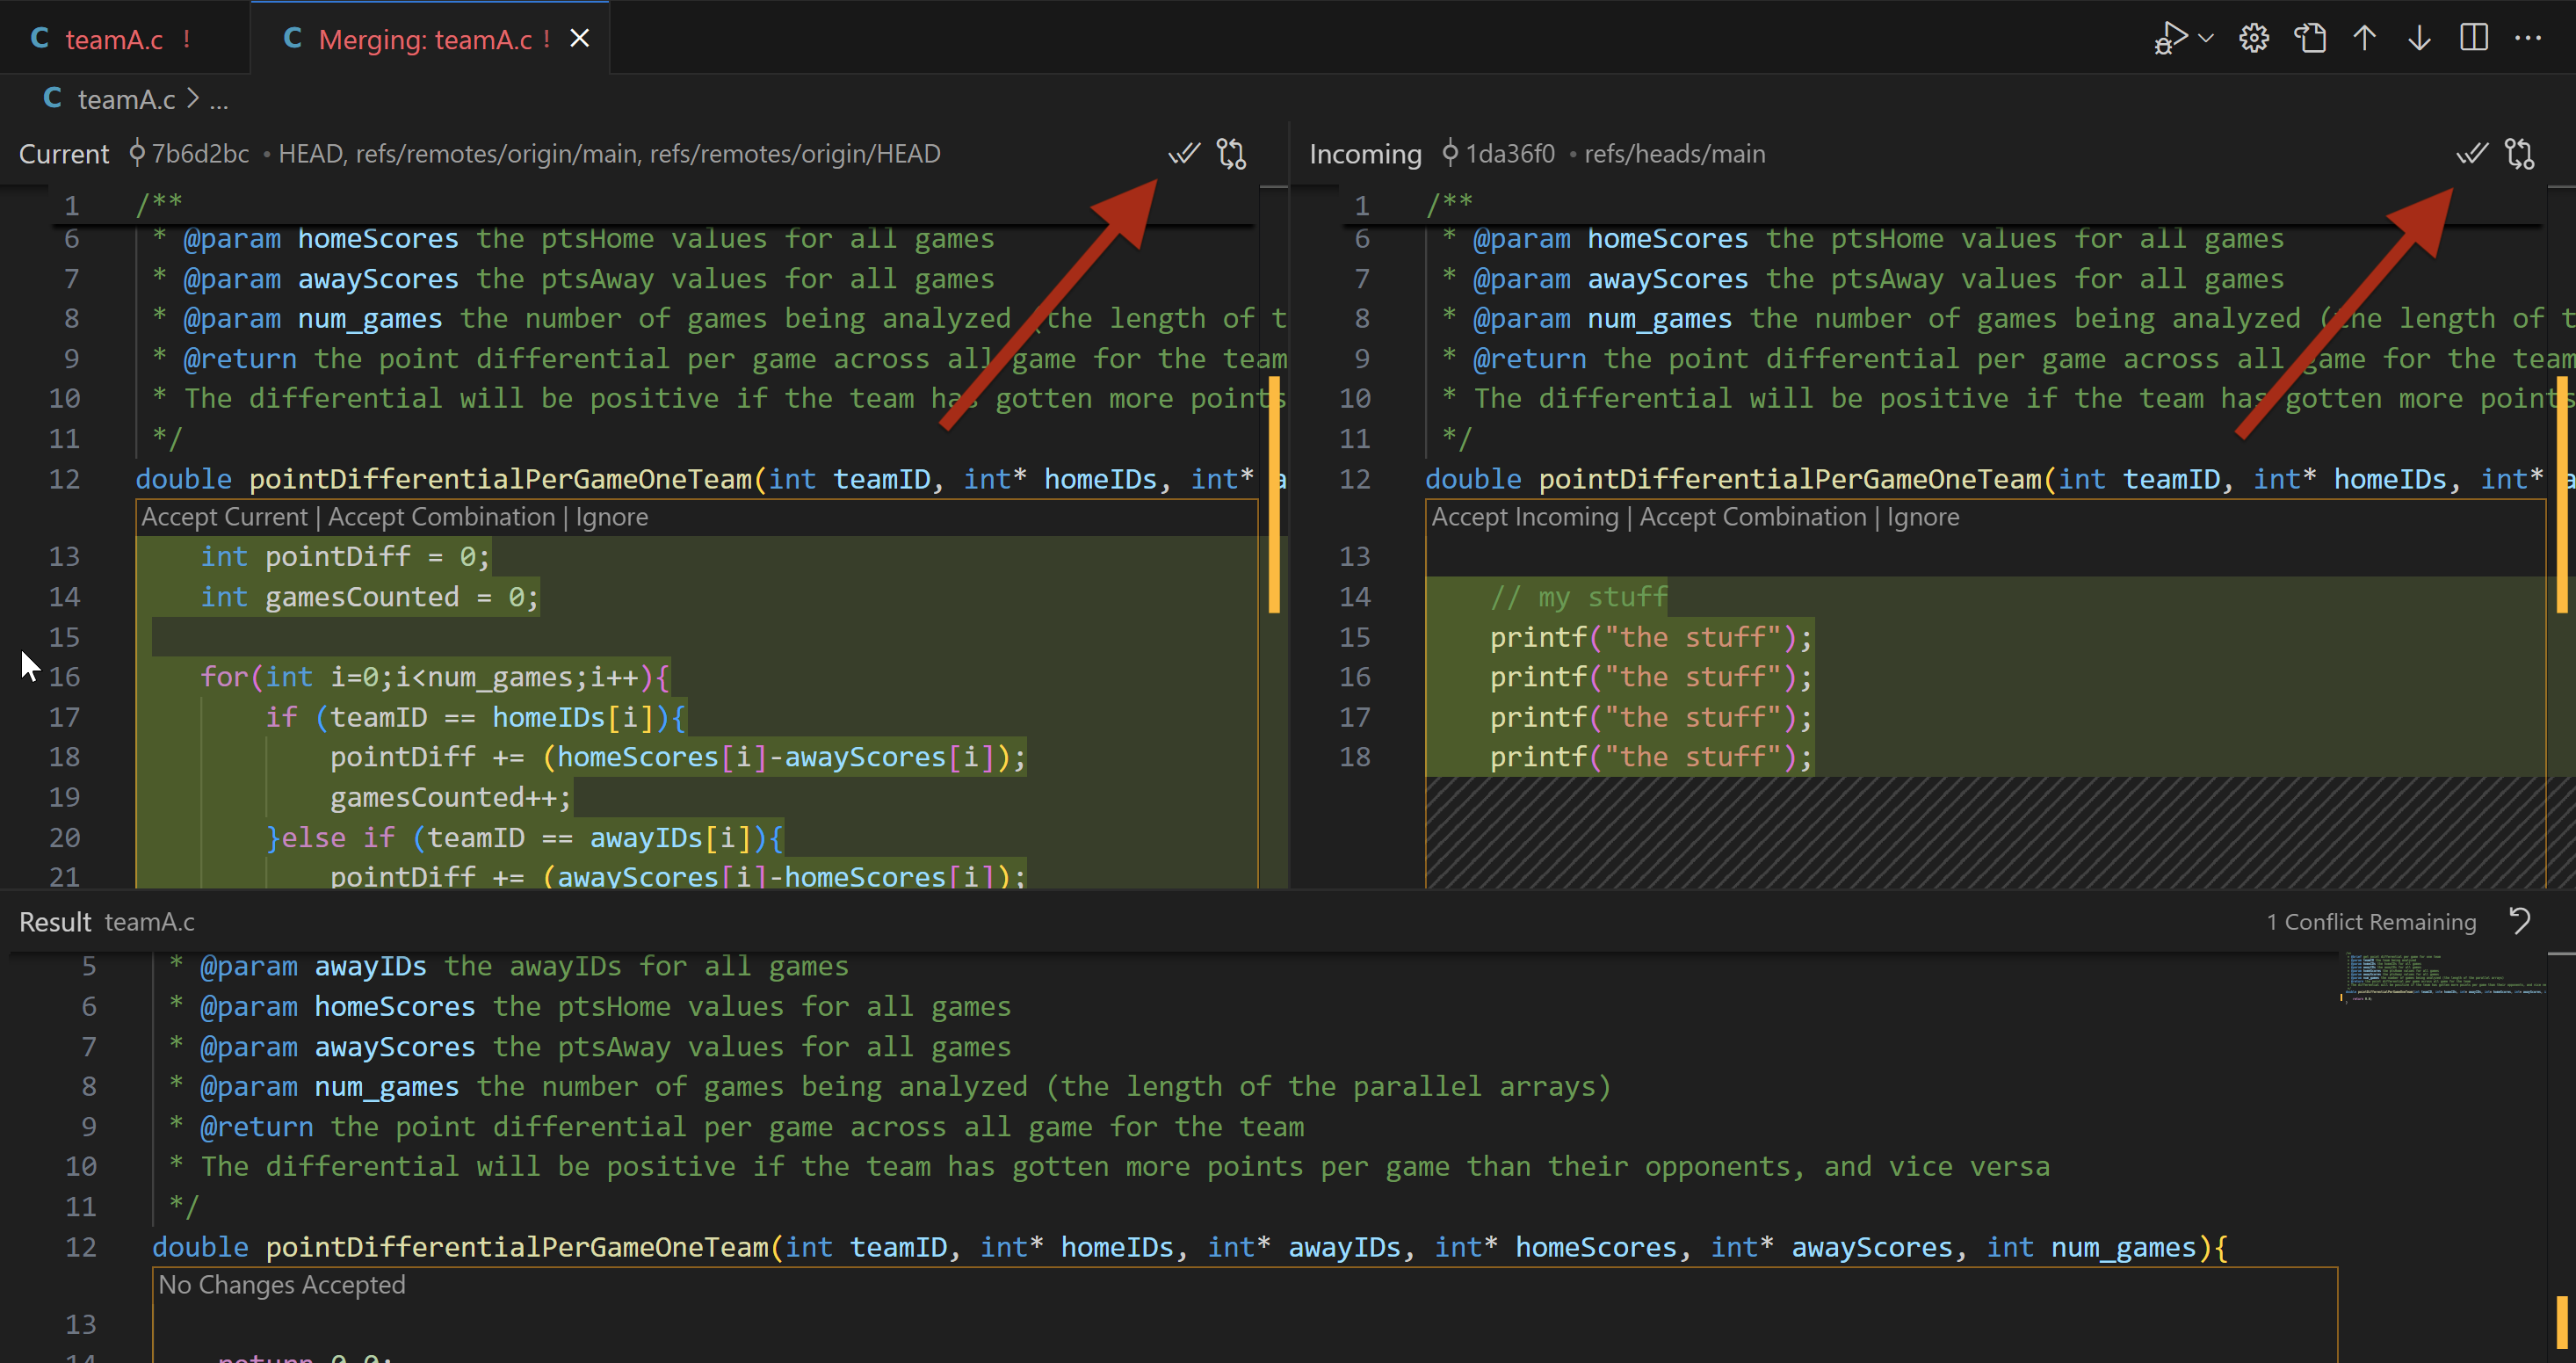 C teamA.c !
C Merging: teamA.c !
C teamA.c > ...
Current 7b6d2bc • HEAD, refs/remotes/origin/main, refs/remotes/origin/HEAD
1 /**
6 * @param homeScores the ptsHome values for all games
7 * @param awayScores the ptsAway values for all games
8 * @param num_games the number of games being analyzed (the length of t
9 * @return the point differential per game across all game for the team
10 * The differential will be positive if the team has gotten more points
11 */
12 double pointDifferentialPerGameOneTeam(int teamID, int* homeIDs, int* a
Accept Current | Accept Combination | Ignore
13 int pointDiff = 0;
14 int gamesCounted = 0;
15
16 for(int i=0;i<num_games;i++){
17 if (teamID == homeIDs[i]){
18 pointDiff += (homeScores[i]-awayScores[i]);
19 gamesCounted++;
20 }else if (teamID == awayIDs[i]){
21 pointDiff += (awayScores[i]-homeScores[i]);
Incoming 1da36f0 • refs/heads/main
1 /**
6 * @param homeScores the ptsHome values for all games
7 * @param awayScores the ptsAway values for all games
8 * @param num_games the number of games being analyzed (the length of t
9 * @return the point differential per game across all game for the team
10 * The differential will be positive if the team has gotten more points
11 */
12 double pointDifferentialPerGameOneTeam(int teamID, int* homeIDs, int* a
Accept Incoming | Accept Combination | Ignore
13
14 // my stuff
15 printf("the stuff");
16 printf("the stuff");
17 printf("the stuff");
18 printf("the stuff");
Result teamA.c
1 Conflict Remaining
5 * @param awayIDs the awayIDs for all games
6 * @param homeScores the ptsHome values for all games
7 * @param awayScores the ptsAway values for all games
8 * @param num_games the number of games being analyzed (the length of the parallel arrays)
9 * @return the point differential per game across all game for the team
10 * The differential will be positive if the team has gotten more points per game than their opponents, and vice versa
11 */
12 double pointDifferentialPerGameOneTeam(int teamID, int* homeIDs, int* awayIDs, int* homeScores, int* awayScores, int num_games){
No Changes Accepted
13
14 return 0.0;